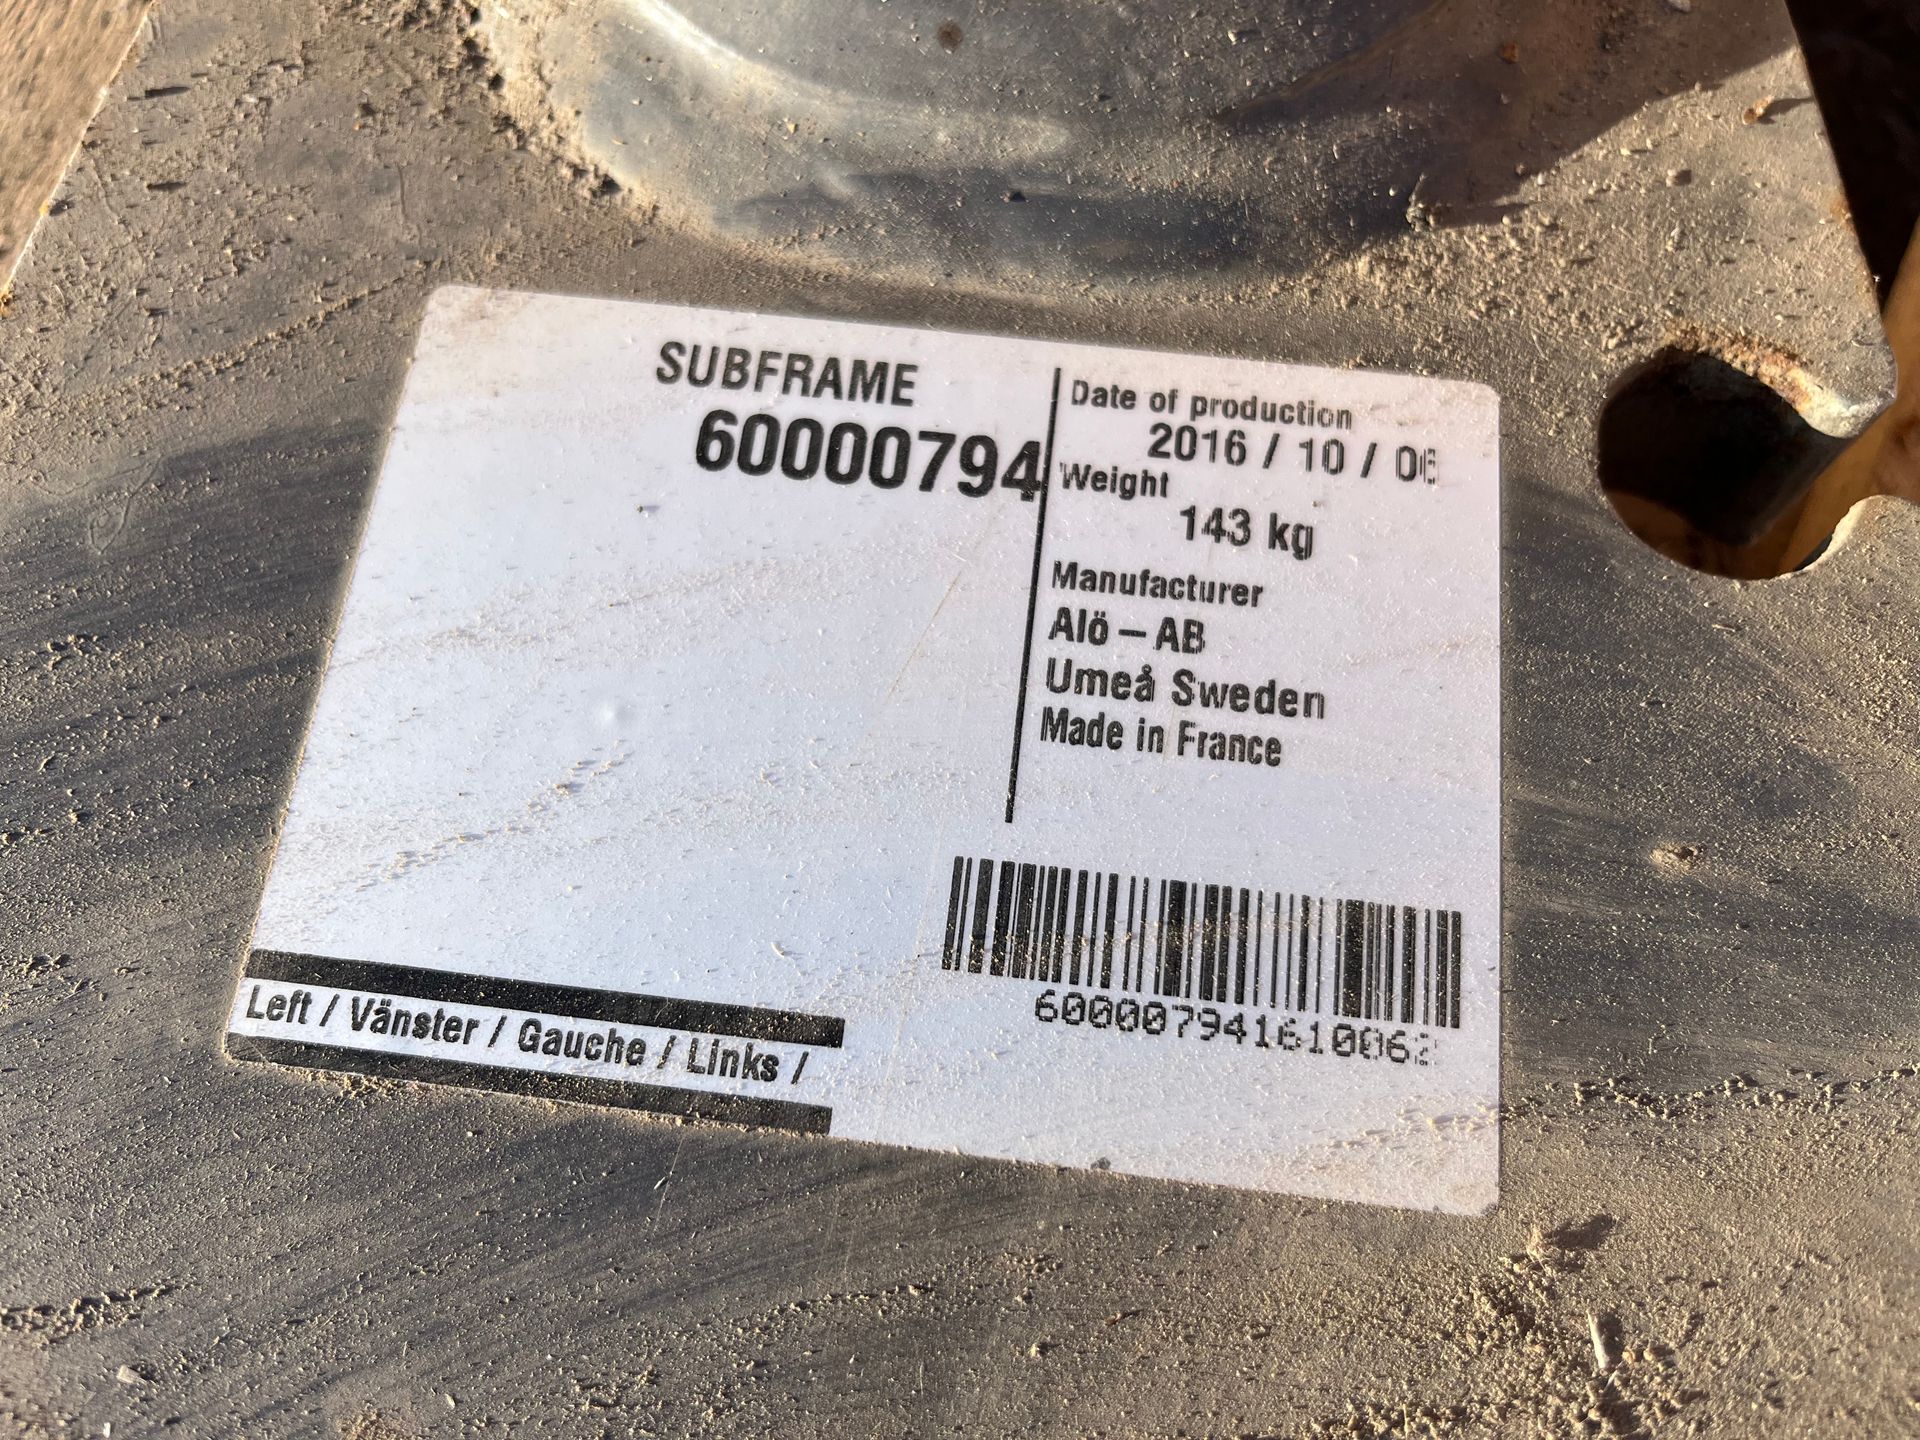 SUBFRAME
60000794
Date of production
2016 / 10 / 06
Weight
143 kg
Manufacturer
Alö – AB
Umeå Sweden
Made in France
Left / Vänster / Gauche / Links /